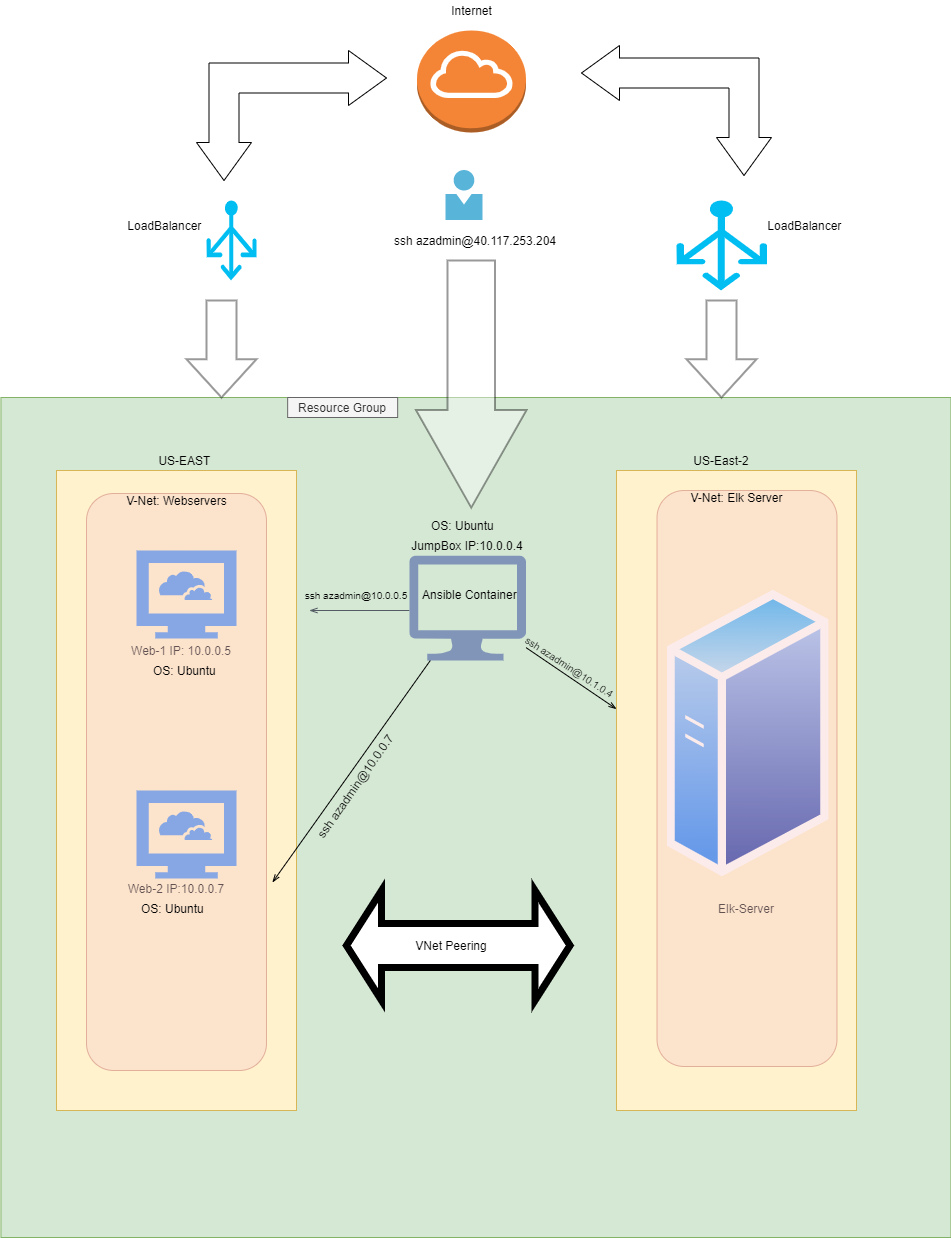 Internet
LoadBalancer
ssh azadmin@40.117.253.204
LoadBalancer
Resource Group
US-EAST
US-East-2
V-Net: Webservers
V-Net: Elk Server
OS: Ubuntu
JumpBox IP:10.0.0.4
Ansible Container
ssh azadmin@10.0.0.5
ssh azadmin@10.1.0.4
Web-1 IP: 10.0.0.5
OS: Ubuntu
ssh azadmin@10.0.0.7
Web-2 IP:10.0.0.7
OS: Ubuntu
Elk-Server
VNet Peering